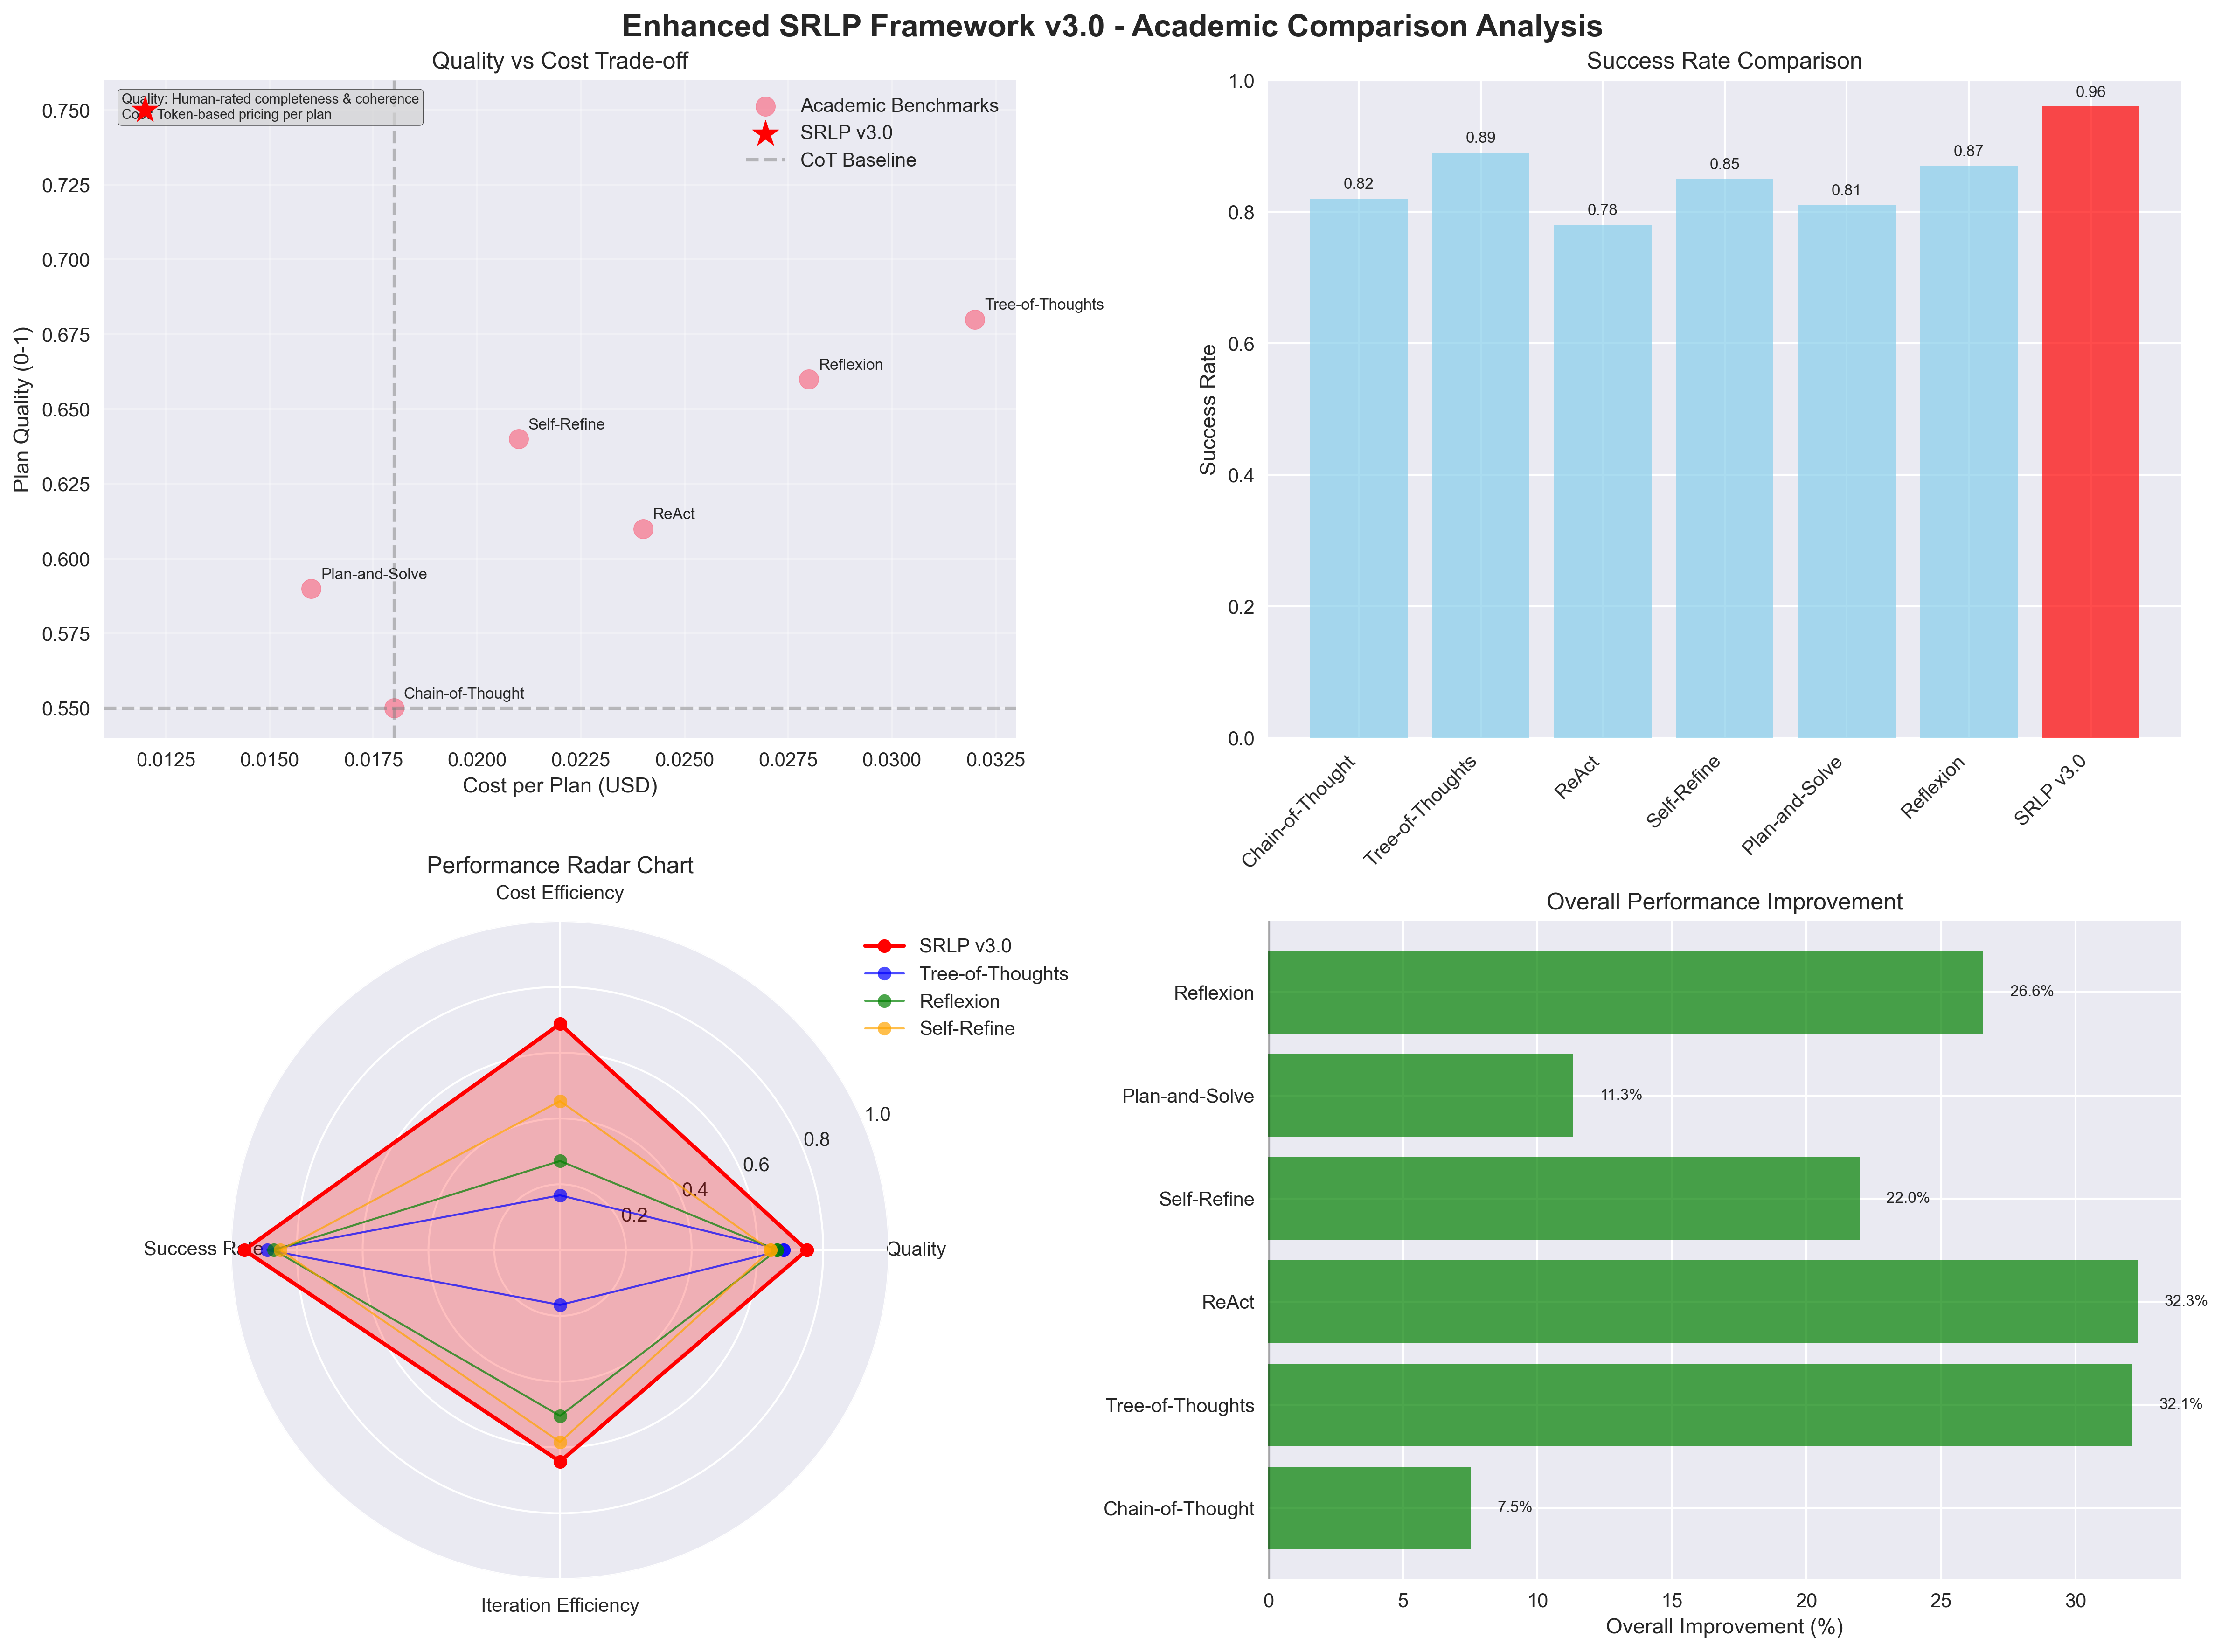 Enhanced SRLP Framework v3.0 - Academic Comparison Analysis
Quality vs Cost Trade-off
Quality: Human-rated completeness & coherence
Cost: Token-based pricing per plan
Academic Benchmarks
SRLP v3.0
CoT Baseline
Plan Quality (0-1)
0.750
0.725
0.700
0.675
0.650
0.625
0.600
0.575
0.550
Tree-of-Thoughts
Reflexion
Self-Refine
ReAct
Plan-and-Solve
Chain-of-Thought
0.0125
0.0150
0.0175
0.0200
0.0225
0.0250
0.0275
0.0300
0.0325
Cost per Plan (USD)
Success Rate Comparison
Success Rate
1.0
0.8
0.6
0.4
0.2
0.0
0.82
0.89
0.78
0.85
0.81
0.87
0.96
Chain-of-Thought
Tree-of-Thoughts
ReAct
Self-Refine
Plan-and-Solve
Reflexion
SRLP v3.0
Performance Radar Chart
Cost Efficiency
SRLP v3.0
Tree-of-Thoughts
Reflexion
Self-Refine
1.0
0.8
0.6
0.4
0.2
Success Rate
Quality
Iteration Efficiency
Overall Performance Improvement
Reflexion
26.6%
Plan-and-Solve
11.3%
Self-Refine
22.0%
ReAct
32.3%
Tree-of-Thoughts
32.1%
Chain-of-Thought
7.5%
0
5
10
15
20
25
30
Overall Improvement (%)